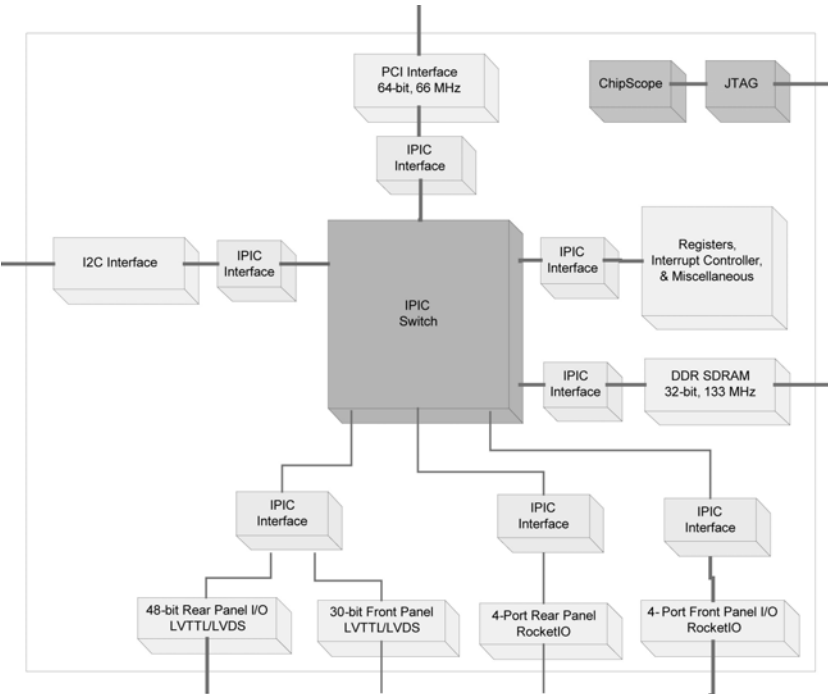 PCI Interface
64-bit, 66 MHz
ChipScope
JTAG
IPIC
Interface
I2C Interface
IPIC
Interface
IPIC
Switch
IPIC
Interface
Registers,
Interrupt Controller,
& Miscellaneous
IPIC
Interface
DDR SDRAM
32-bit, 133 MHz
IPIC
Interface
IPIC
Interface
IPIC
Interface
48-bit Rear Panel I/O
LVTTL/LVDS
30-bit Front Panel
LVTTL/LVDS
4-Port Rear Panel
RocketIO
4- Port Front Panel I/O
RocketIO